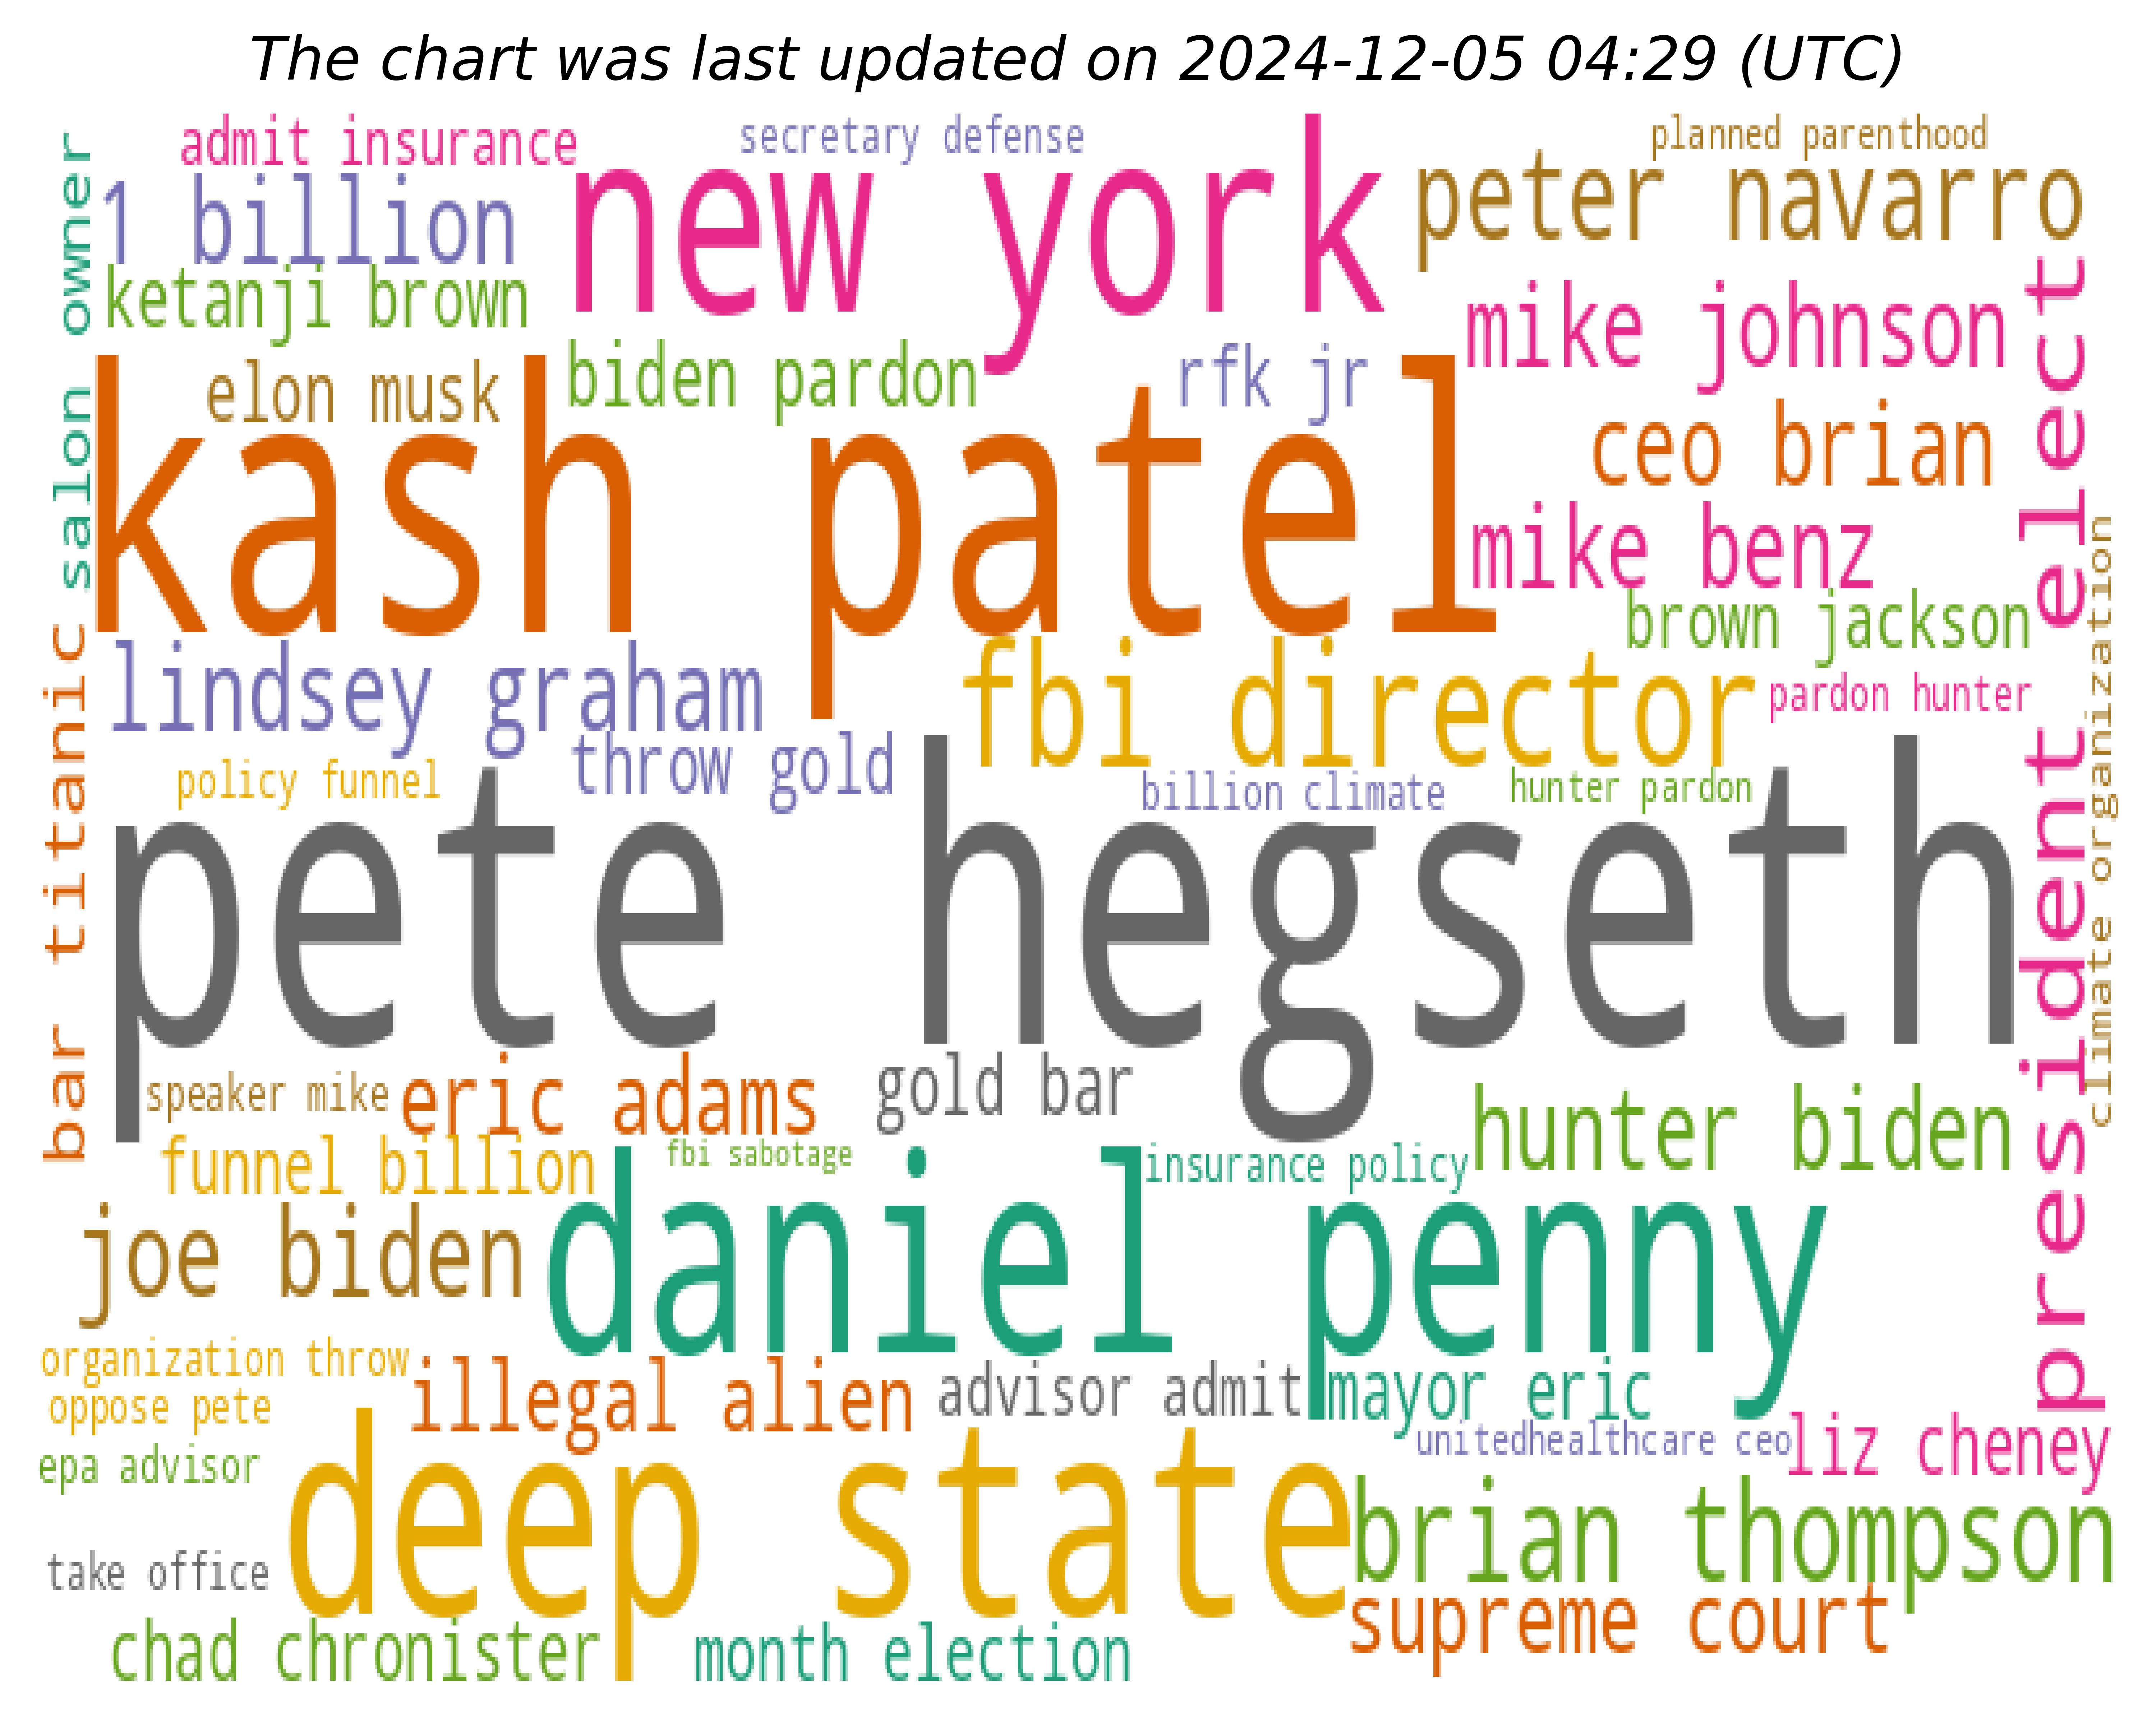 The chart was last updated on 2024-12-05 04:29 (UTC)
admit insurance
secretary defense
planned parenthood
salon owner
1 billion
new york
peter navarro
ketanji brown
mike johnson
elon musk
biden pardon
rfk jr
president elect
kash patel
ceo brian
mike benz
climate organization
brown jackson
bar titanic
lindsey graham
fbi director
pardon hunter
policy funnel
throw gold
billion climate
hunter pardon
pete hegseth
speaker mike
eric adams
gold bar
hunter biden
funnel billion
fbi sabotage
insurance policy
joe biden
daniel penny
organization throw
illegal alien
advisor admit
mayor eric
oppose pete
unitedhealthcare ceo
liz cheney
epa advisor
deep state
brian thompson
take office
supreme court
chad chronister
month election